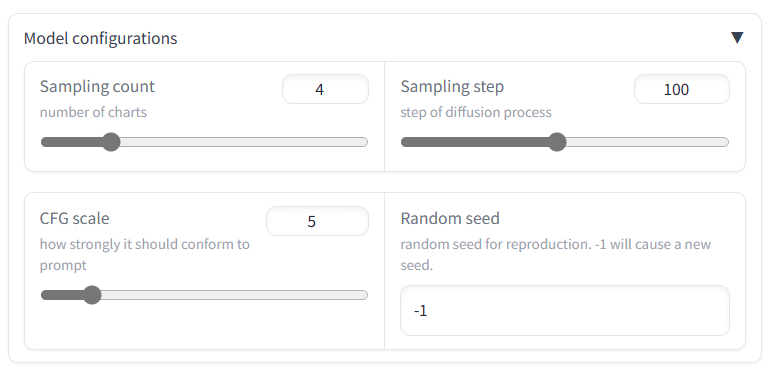 Model configurations ▼
Sampling count 4
number of charts
Sampling step 100
step of diffusion process
CFG scale 5
how strongly it should conform to
prompt
Random seed
random seed for reproduction. -1 will cause a new
seed.
-1